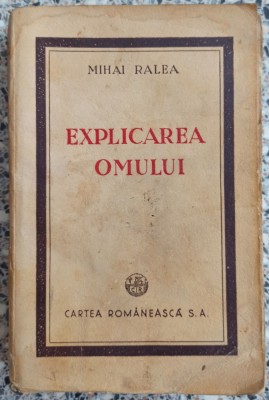 MIHAI RALEA
EXPLICAREA
OMULUI
CARTEA ROMÂNEASCĂ S.A.